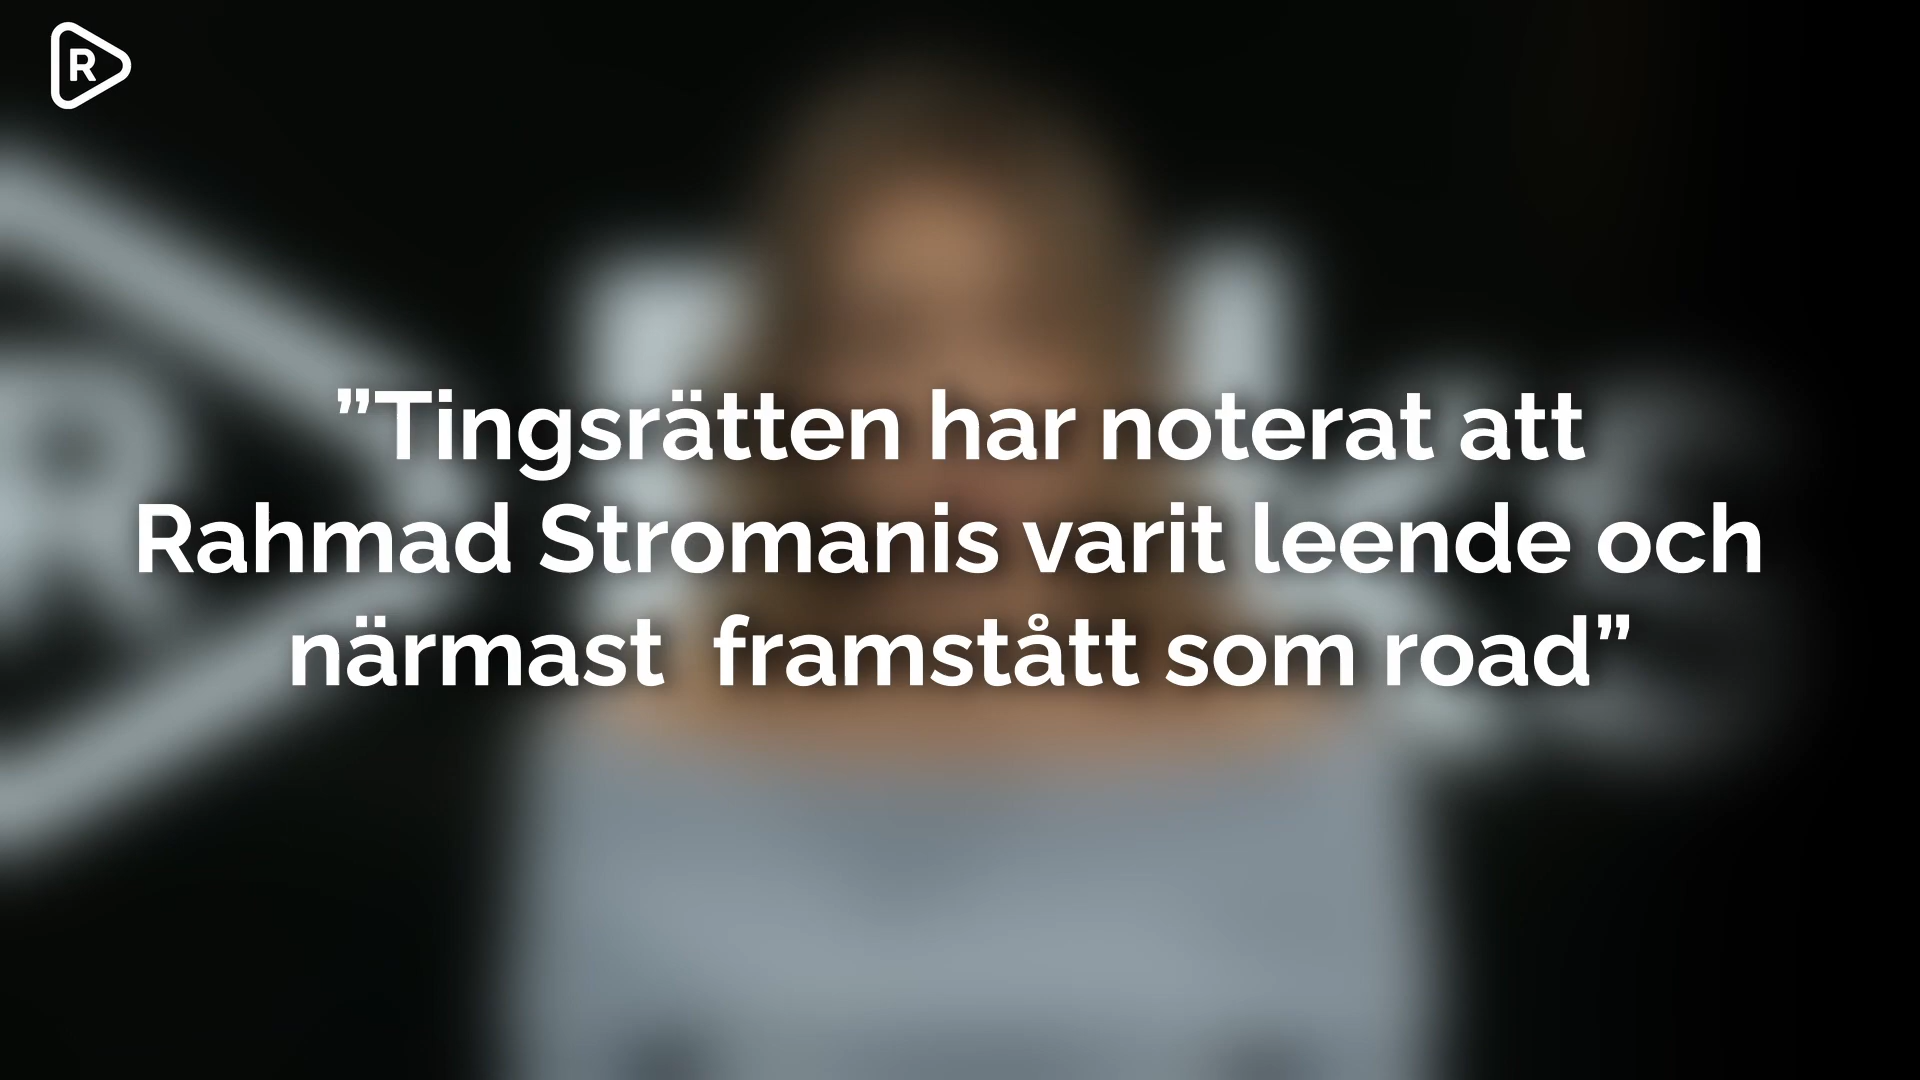 R
”Tingsrätten har noterat att
Rahmad Stromanis varit leende och
närmast  framstått som road”